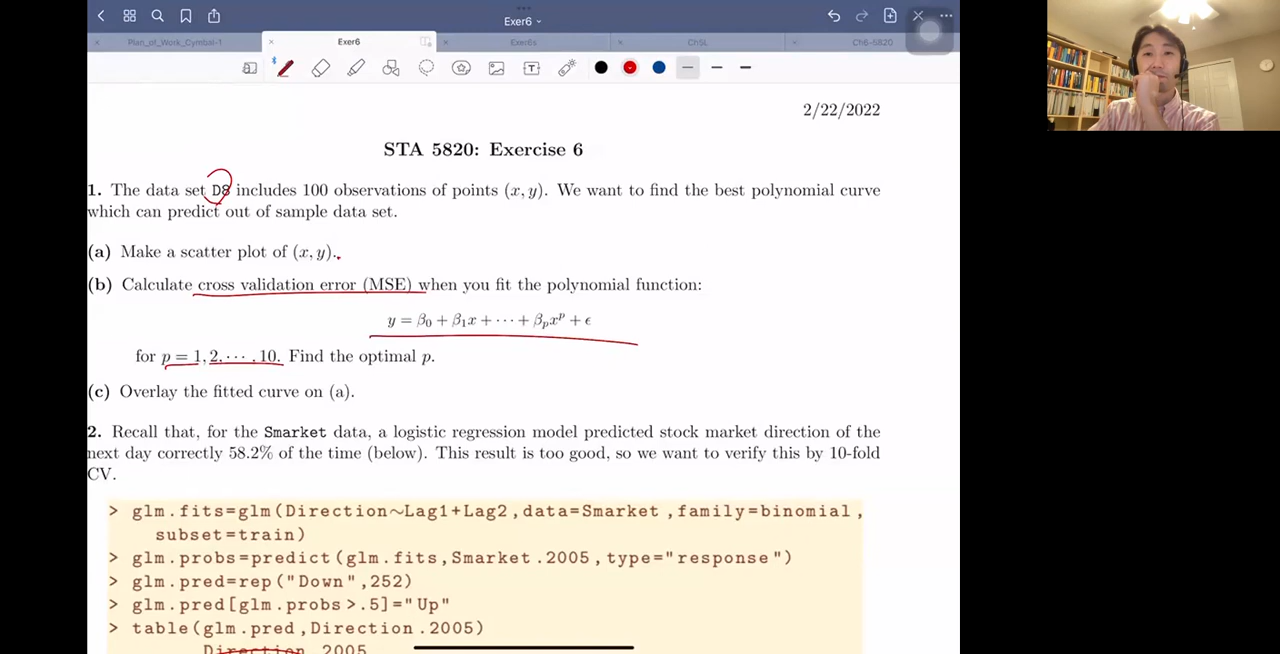 Exer6
Plan_of_Work_Cymbal-1
Exer6
Exer6s
Ch5L
Ch6-5820
2/22/2022
STA 5820: Exercise 6
1. The data set D8 includes 100 observations of points (x, y). We want to find the best polynomial curve
which can predict out of sample data set.
(a) Make a scatter plot of (x, y).
(b) Calculate cross validation error (MSE) when you fit the polynomial function:
y = β₀ + β₁x + ⋯ + βₚxᵖ + ϵ
for p = 1, 2, ⋯ , 10. Find the optimal p.
(c) Overlay the fitted curve on (a).
2. Recall that, for the Smarket data, a logistic regression model predicted stock market direction of the
next day correctly 58.2% of the time (below). This result is too good, so we want to verify this by 10-fold
CV.
> glm.fits=glm(Direction~Lag1+Lag2,data=Smarket,family=binomial,
subset=train)
> glm.probs=predict(glm.fits,Smarket.2005,type="response")
> glm.pred=rep("Down",252)
> glm.pred[glm.probs>.5]="Up"
> table(glm.pred,Direction.2005)
Direction.2005